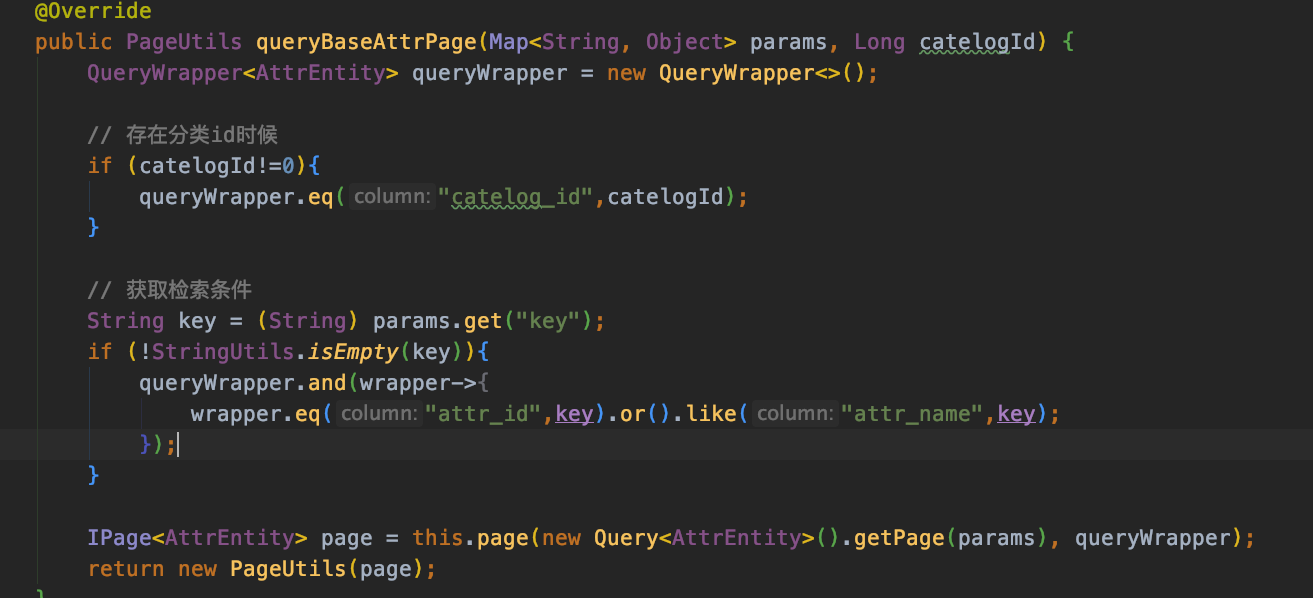 @Override
public PageUtils queryBaseAttrPage(Map<String, Object> params, Long catelogId) {
    QueryWrapper<AttrEntity> queryWrapper = new QueryWrapper<>();
    // 存在分类id时候
    if (catelogId!=0){
        queryWrapper.eq( column: "catelog_id",catelogId);
    }
    // 获取检索条件
    String key = (String) params.get("key");
    if (!StringUtils.isEmpty(key)){
        queryWrapper.and(wrapper->{
            wrapper.eq( column: "attr_id",key).or().like( column: "attr_name",key);
        });
    }
    IPage<AttrEntity> page = this.page(new Query<AttrEntity>().getPage(params), queryWrapper);
    return new PageUtils(page);
}